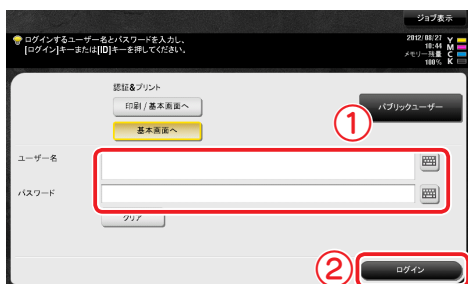 ジョブ表示
ログインするユーザー名とパスワードを入力し、
[ログイン]キーまたは[ID]キーを押してください。
2012/08/27
18:44
メモリー残量
100%
Y
M
C
K
認証&プリント
印刷 / 基本画面へ
基本画面へ
パブリックユーザー
①
ユーザー名
パスワード
クリア
②
ログイン